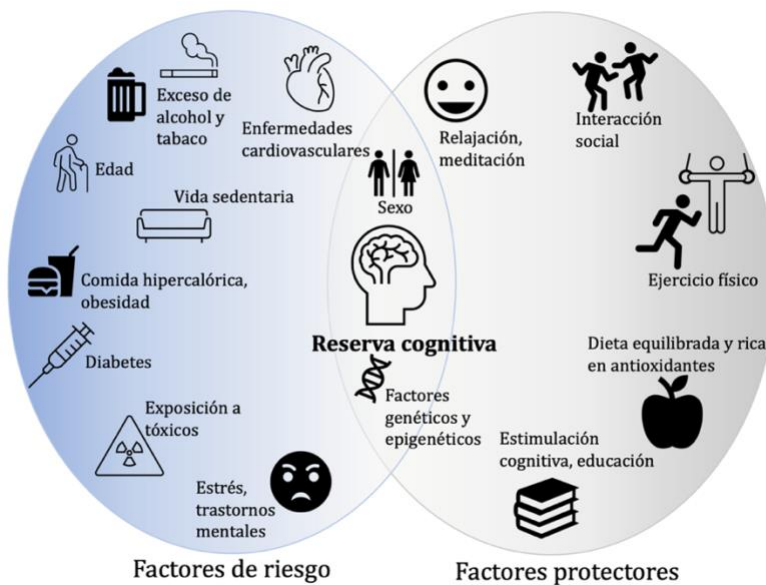 Exceso de
alcohol y
tabaco
Enfermedades
cardiovasculares
Edad
Vida sedentaria
Comida hipercalórica,
obesidad
Diabetes
Exposición a
tóxicos
Estrés,
trastornos
mentales
Sexo
Reserva cognitiva
Factores
genéticos y
epigenéticos
Relajación,
meditación
Interacción
social
Ejercicio físico
Dieta equilibrada y rica
en antioxidantes
Estimulación
cognitiva, educación
Factores de riesgo
Factores protectores